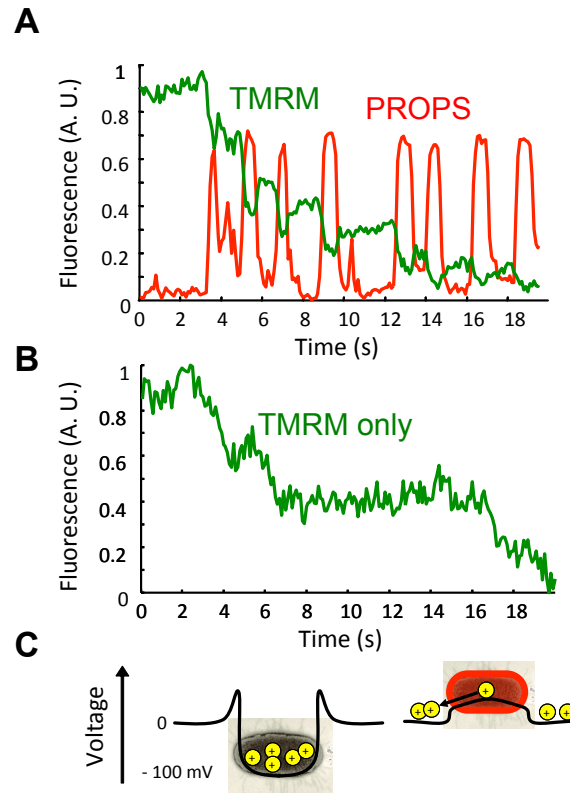 A
Fluorescence (A. U.)
1
0.8
0.6
0.4
0.2
0
TMRM
PROPS
0 2 4 6 8 10 12 14 16 18
Time (s)
B
Fluorescence (A. U.)
1
0.8
0.6
0.4
0.2
0
TMRM only
0 2 4 6 8 10 12 14 16 18
Time (s)
C
Voltage
0
- 100 mV
+ + + + + +
+ + + + +